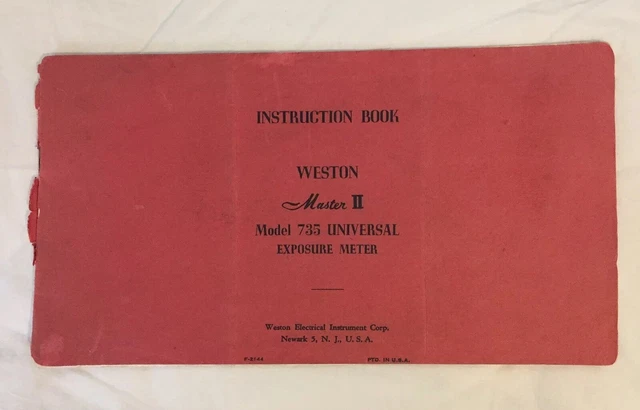 INSTRUCTION BOOK
WESTON
Master II
Model 735 UNIVERSAL
EXPOSURE METER
Weston Electrical Instrument Corp.
Newark 5, N. J., U. S. A.
PTD. IN U.S.A.